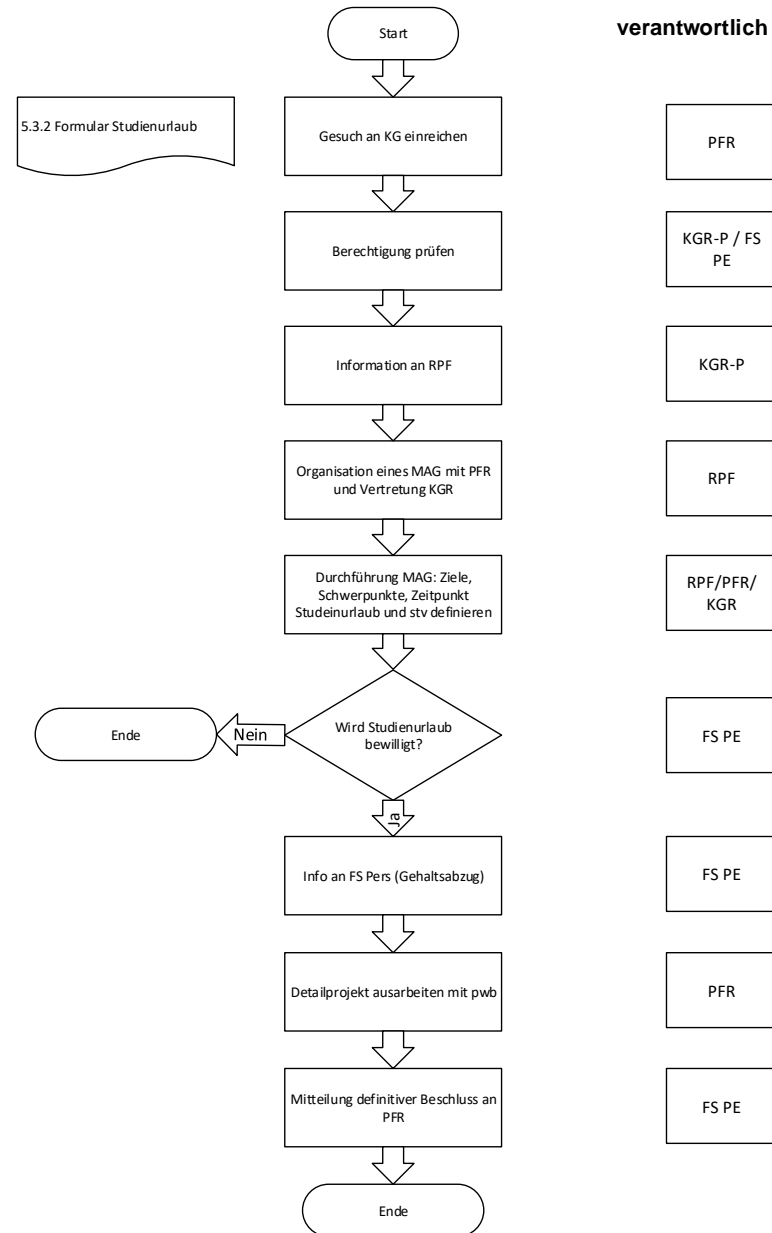 Start
verantwortlich
5.3.2 Formular Studienurlaub
Gesuch an KG einreichen
PFR
Berechtigung prüfen
KGR-P / FS
PE
Information an RPF
KGR-P
Organisation eines MAG mit PFR
und Vertretung KGR
RPF
Durchführung MAG: Ziele,
Schwerpunkte, Zeitpunkt
Studeinurlaub und stv definieren
RPF/PFR/
KGR
Ende
Nein
Wird Studienurlaub
bewilligt?
FS PE
Ja
Info an FS Pers (Gehaltsabzug)
FS PE
Detailprojekt ausarbeiten mit pwb
PFR
Mitteilung definitiver Beschluss an
PFR
FS PE
Ende